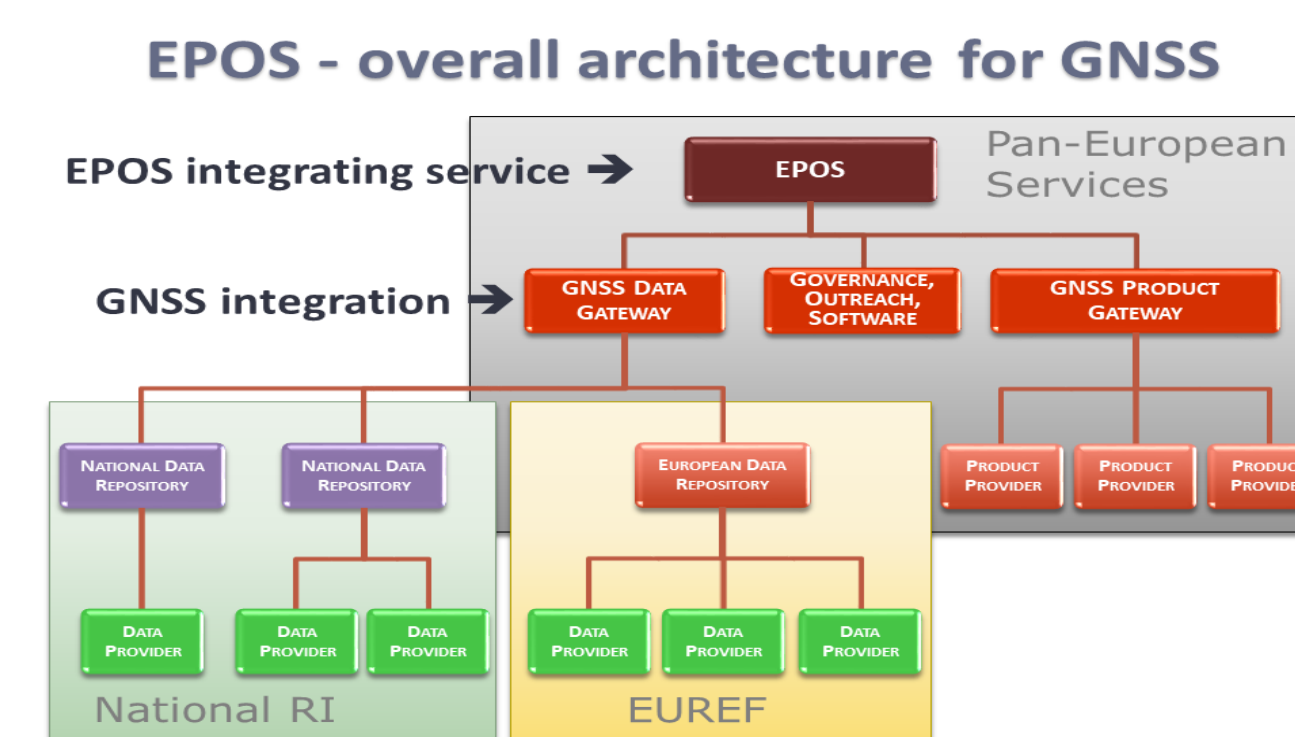 EPOS - overall architecture for GNSS
Pan-European
Services
EPOS integrating service ➔
EPOS
GNSS integration ➔
GNSS DATA
GATEWAY
GOVERNANCE,
OUTREACH,
SOFTWARE
GNSS PRODUCT
GATEWAY
NATIONAL DATA
REPOSITORY
NATIONAL DATA
REPOSITORY
EUROPEAN DATA
REPOSITORY
PRODUCT
PROVIDER
PRODUCT
PROVIDER
PRODUC
PROVIDE
DATA
PROVIDER
DATA
PROVIDER
DATA
PROVIDER
DATA
PROVIDER
DATA
PROVIDER
DATA
PROVIDER
National RI
EUREF